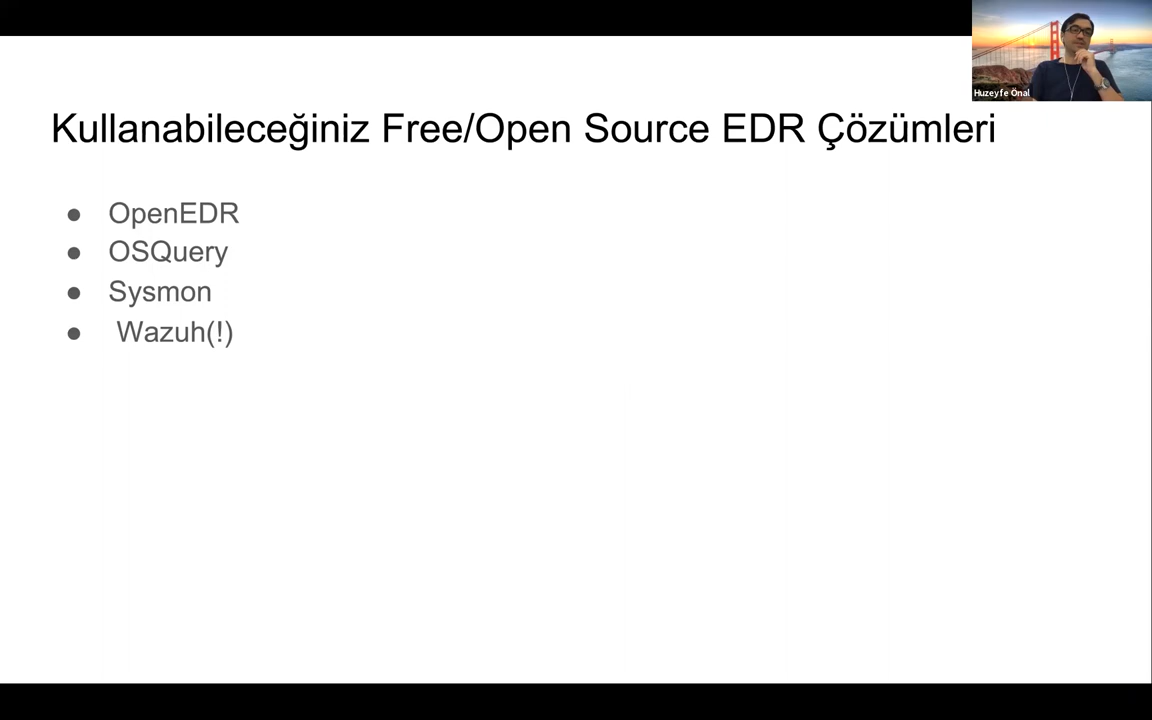 Huzeyfe Önal
Kullanabileceğiniz Free/Open Source EDR Çözümleri
● OpenEDR
● OSQuery
● Sysmon
● Wazuh(!)